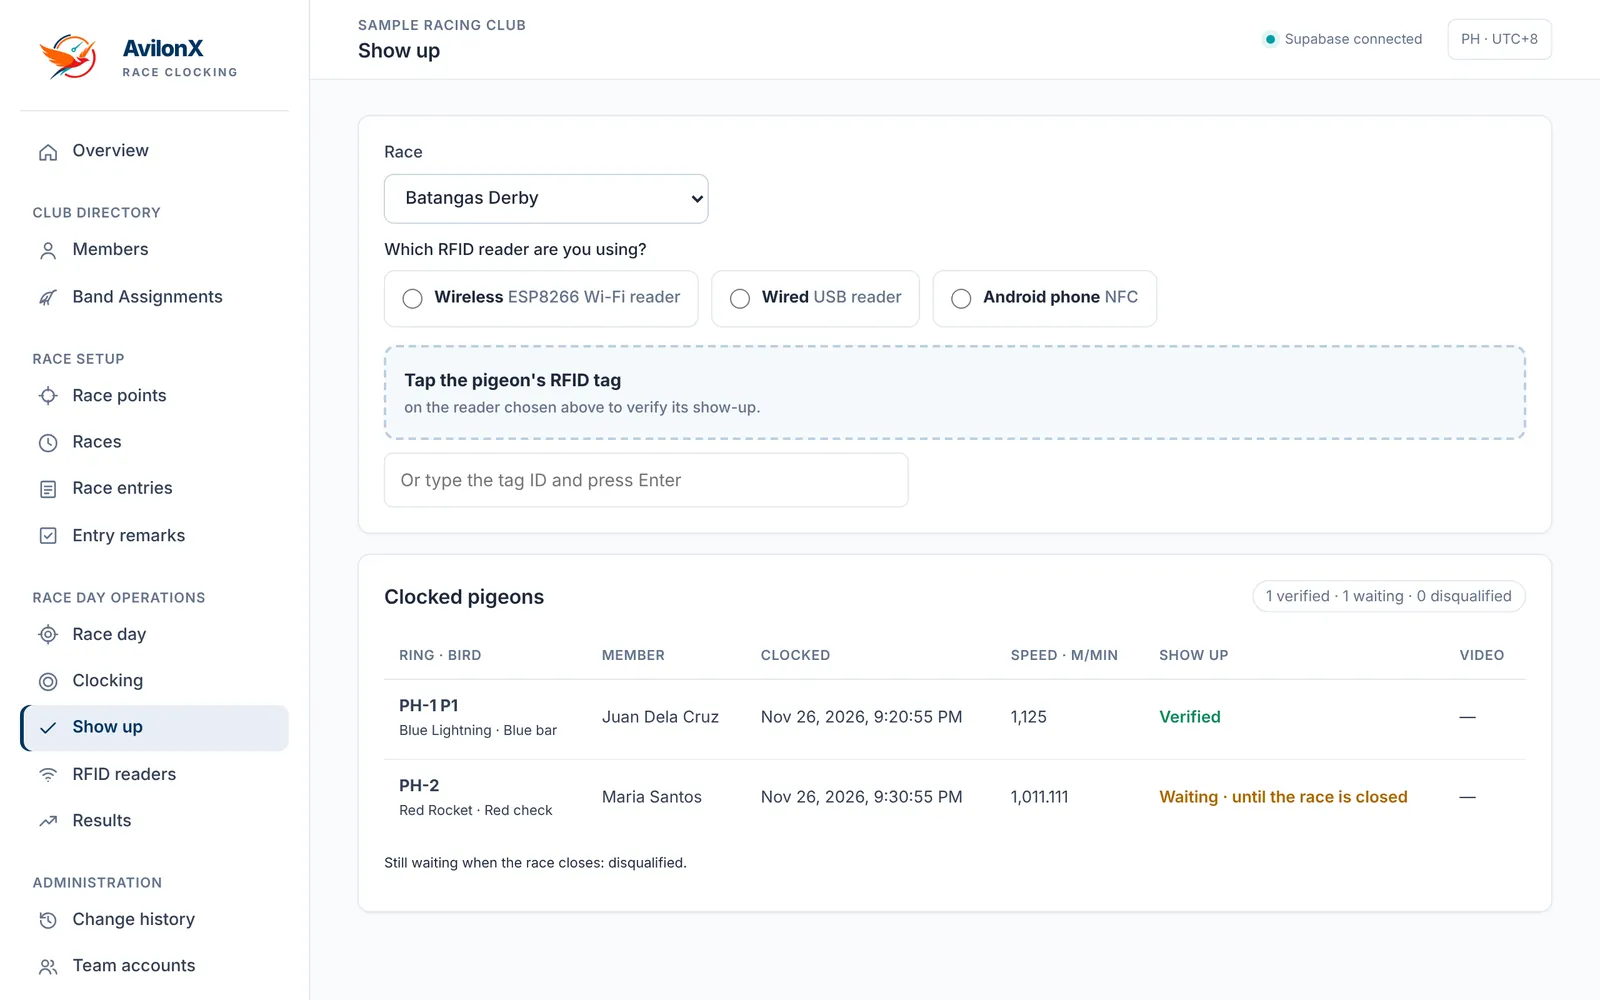 AvilonX
RACE CLOCKING
Overview
CLUB DIRECTORY
Members
Band Assignments
RACE SETUP
Race points
Races
Race entries
Entry remarks
RACE DAY OPERATIONS
Race day
Clocking
Show up
RFID readers
Results
ADMINISTRATION
Change history
Team accounts
SAMPLE RACING CLUB
Show up
Supabase connected
PH · UTC+8
Race
Batangas Derby
Which RFID reader are you using?
Wireless ESP8266 Wi-Fi reader
Wired USB reader
Android phone NFC
Tap the pigeon's RFID tag
on the reader chosen above to verify its show-up.
Or type the tag ID and press Enter
Clocked pigeons
1 verified · 1 waiting · 0 disqualified
RING · BIRD MEMBER CLOCKED SPEED · M/MIN SHOW UP VIDEO
PH-1 P1
Blue Lightning · Blue bar
Juan Dela Cruz Nov 26, 2026, 9:20:55 PM 1,125 Verified —
PH-2
Red Rocket · Red check
Maria Santos Nov 26, 2026, 9:30:55 PM 1,011.111 Waiting · until the race is closed —
Still waiting when the race closes: disqualified.